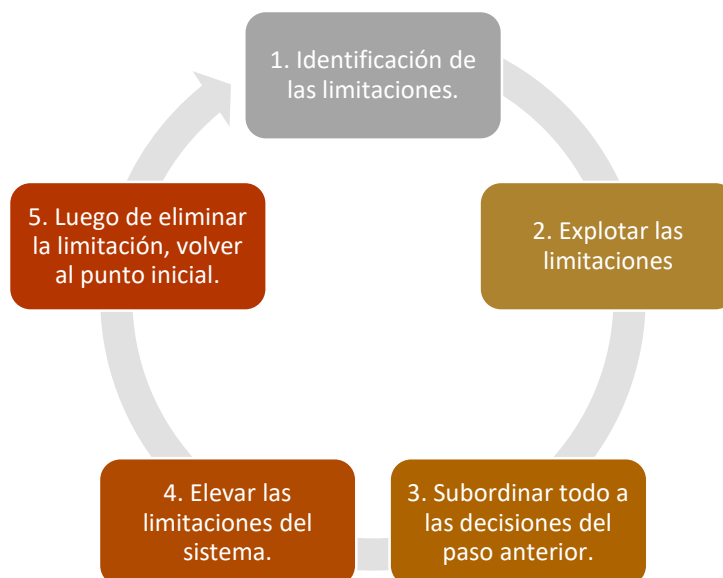 1. Identificación de
las limitaciones.
2. Explotar las
limitaciones
3. Subordinar todo a
las decisiones del
paso anterior.
4. Elevar las
limitaciones del
sistema.
5. Luego de eliminar
la limitación, volver
al punto inicial.